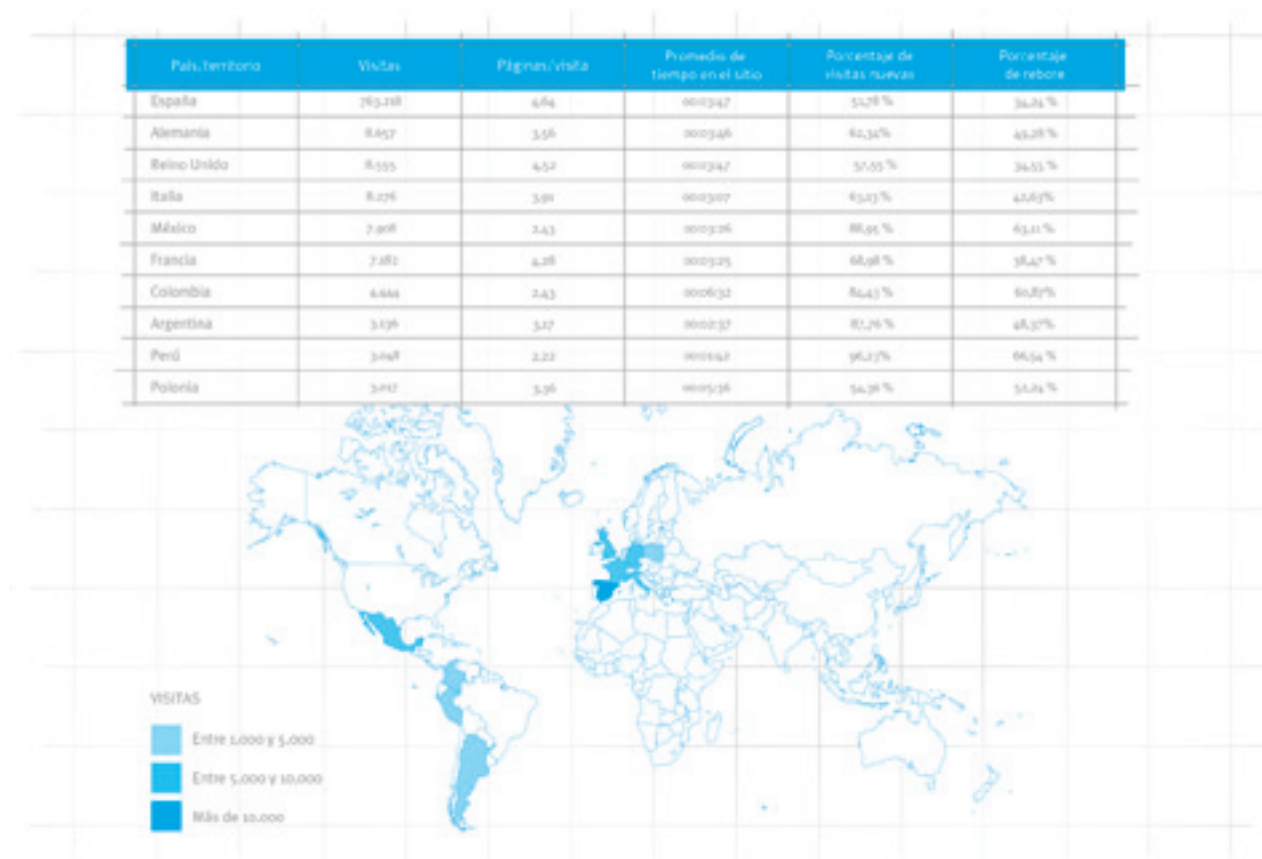 País/territorio Visitas Páginas/visita Promedio de tiempo en el sitio Porcentaje de visitas nuevas Porcentaje de rebote
España 4,64 00:03:47 51,78 % 34,24 %
Alemania 8.657 3,56 00:03:46 62,34% 49,28 %
Reino Unido 8.555 4,52 00:03:47 57,55 % 34,55 %
Italia 8.276 3,91 00:03:07 42,63%
México 7.908 2,43 00:03:26 88,95 % 63,11 %
Francia 7.182 4,28 00:03:25 68,98 % 38,47 %
Colombia 4.444 2,43 00:06:32 84,43 % 60,87%
Argentina 3.196 3,17 00:02:37 87,76 % 48,37%
Perú 3.048 2,22 00:01:42 96,27% 66,54 %
Polonia 3.017 3,36 00:05:36 54,36 % 52,24 %
VISITAS
Entre 1.000 y 5.000
Entre 5.000 y 10.000
Más de 10.000